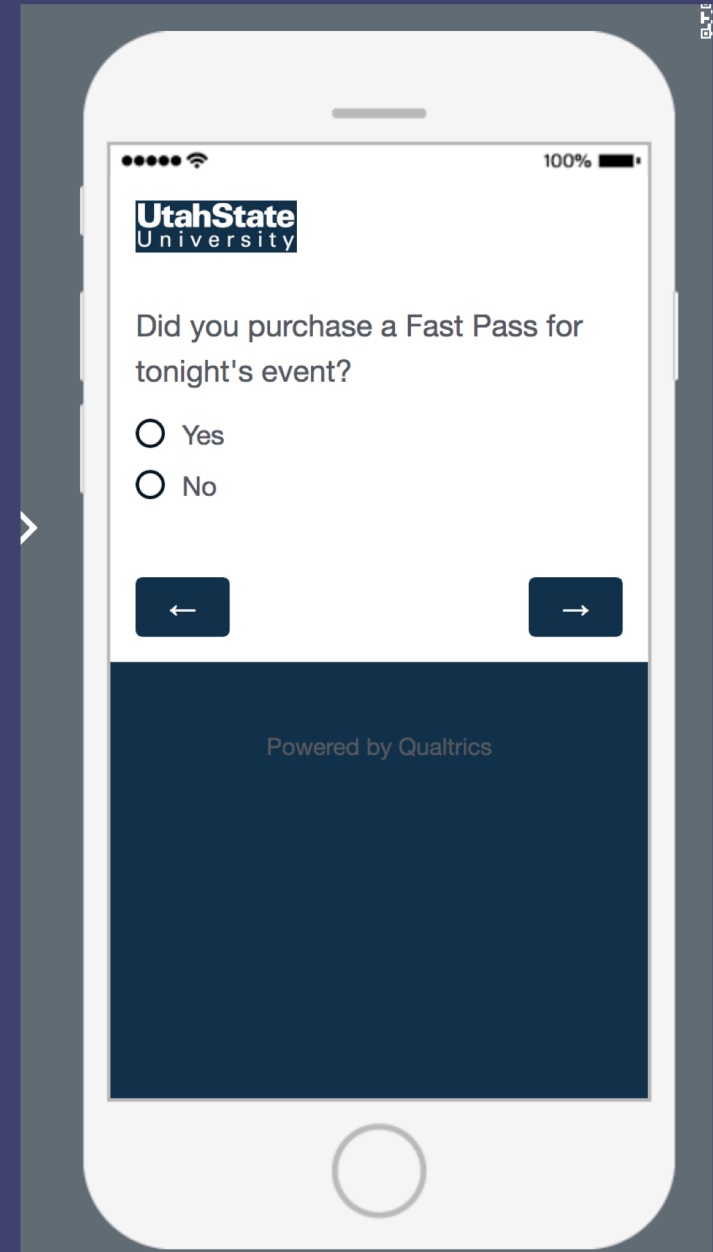 100%
UtahState
University
Did you purchase a Fast Pass for
tonight's event?
Yes
No
←
→
Powered by Qualtrics